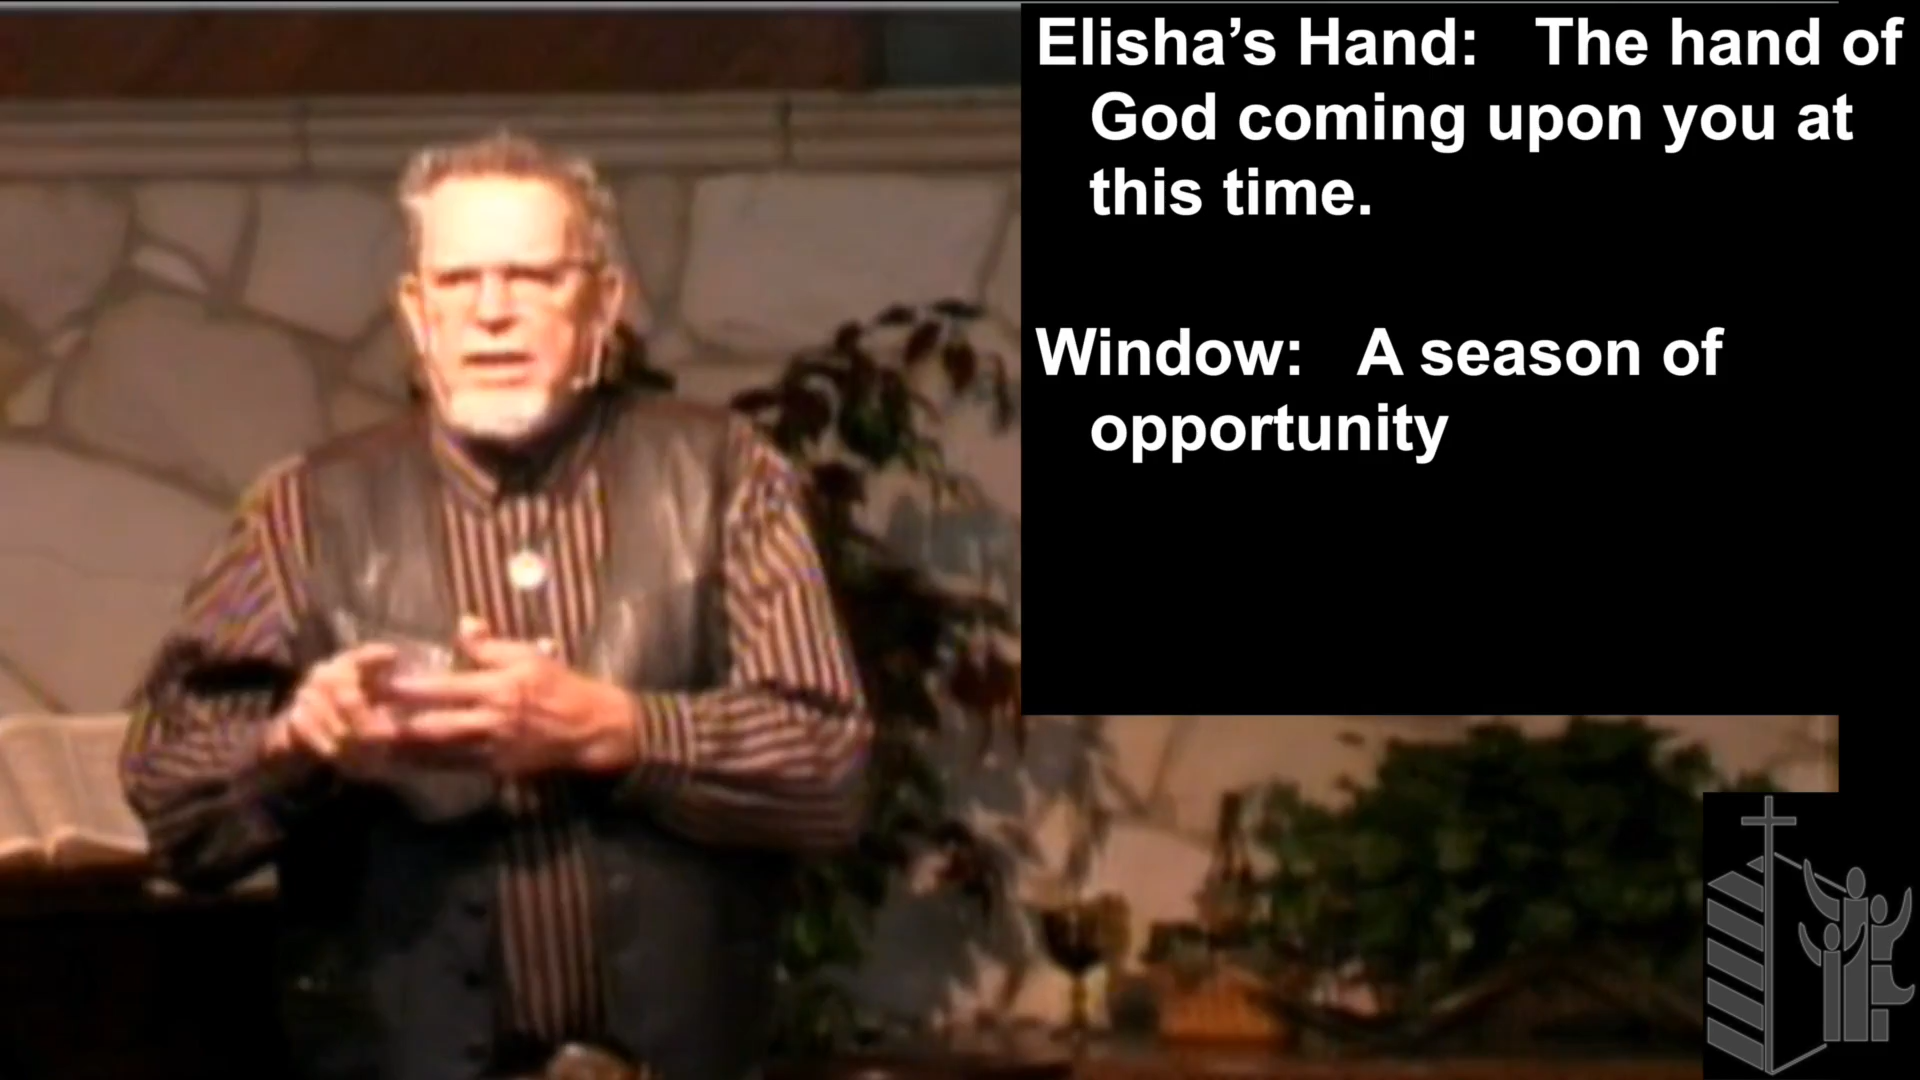 Elisha’s Hand: The hand of
God coming upon you at
this time.
Window: A season of
opportunity